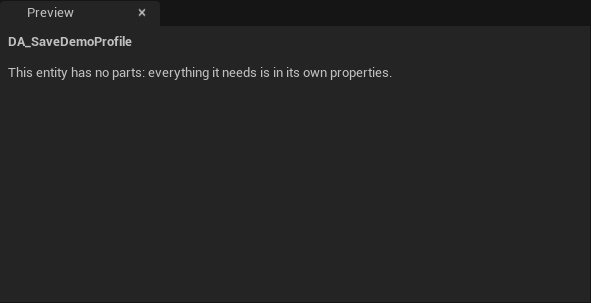 Preview ×
DA_SaveDemoProfile
This entity has no parts: everything it needs is in its own properties.